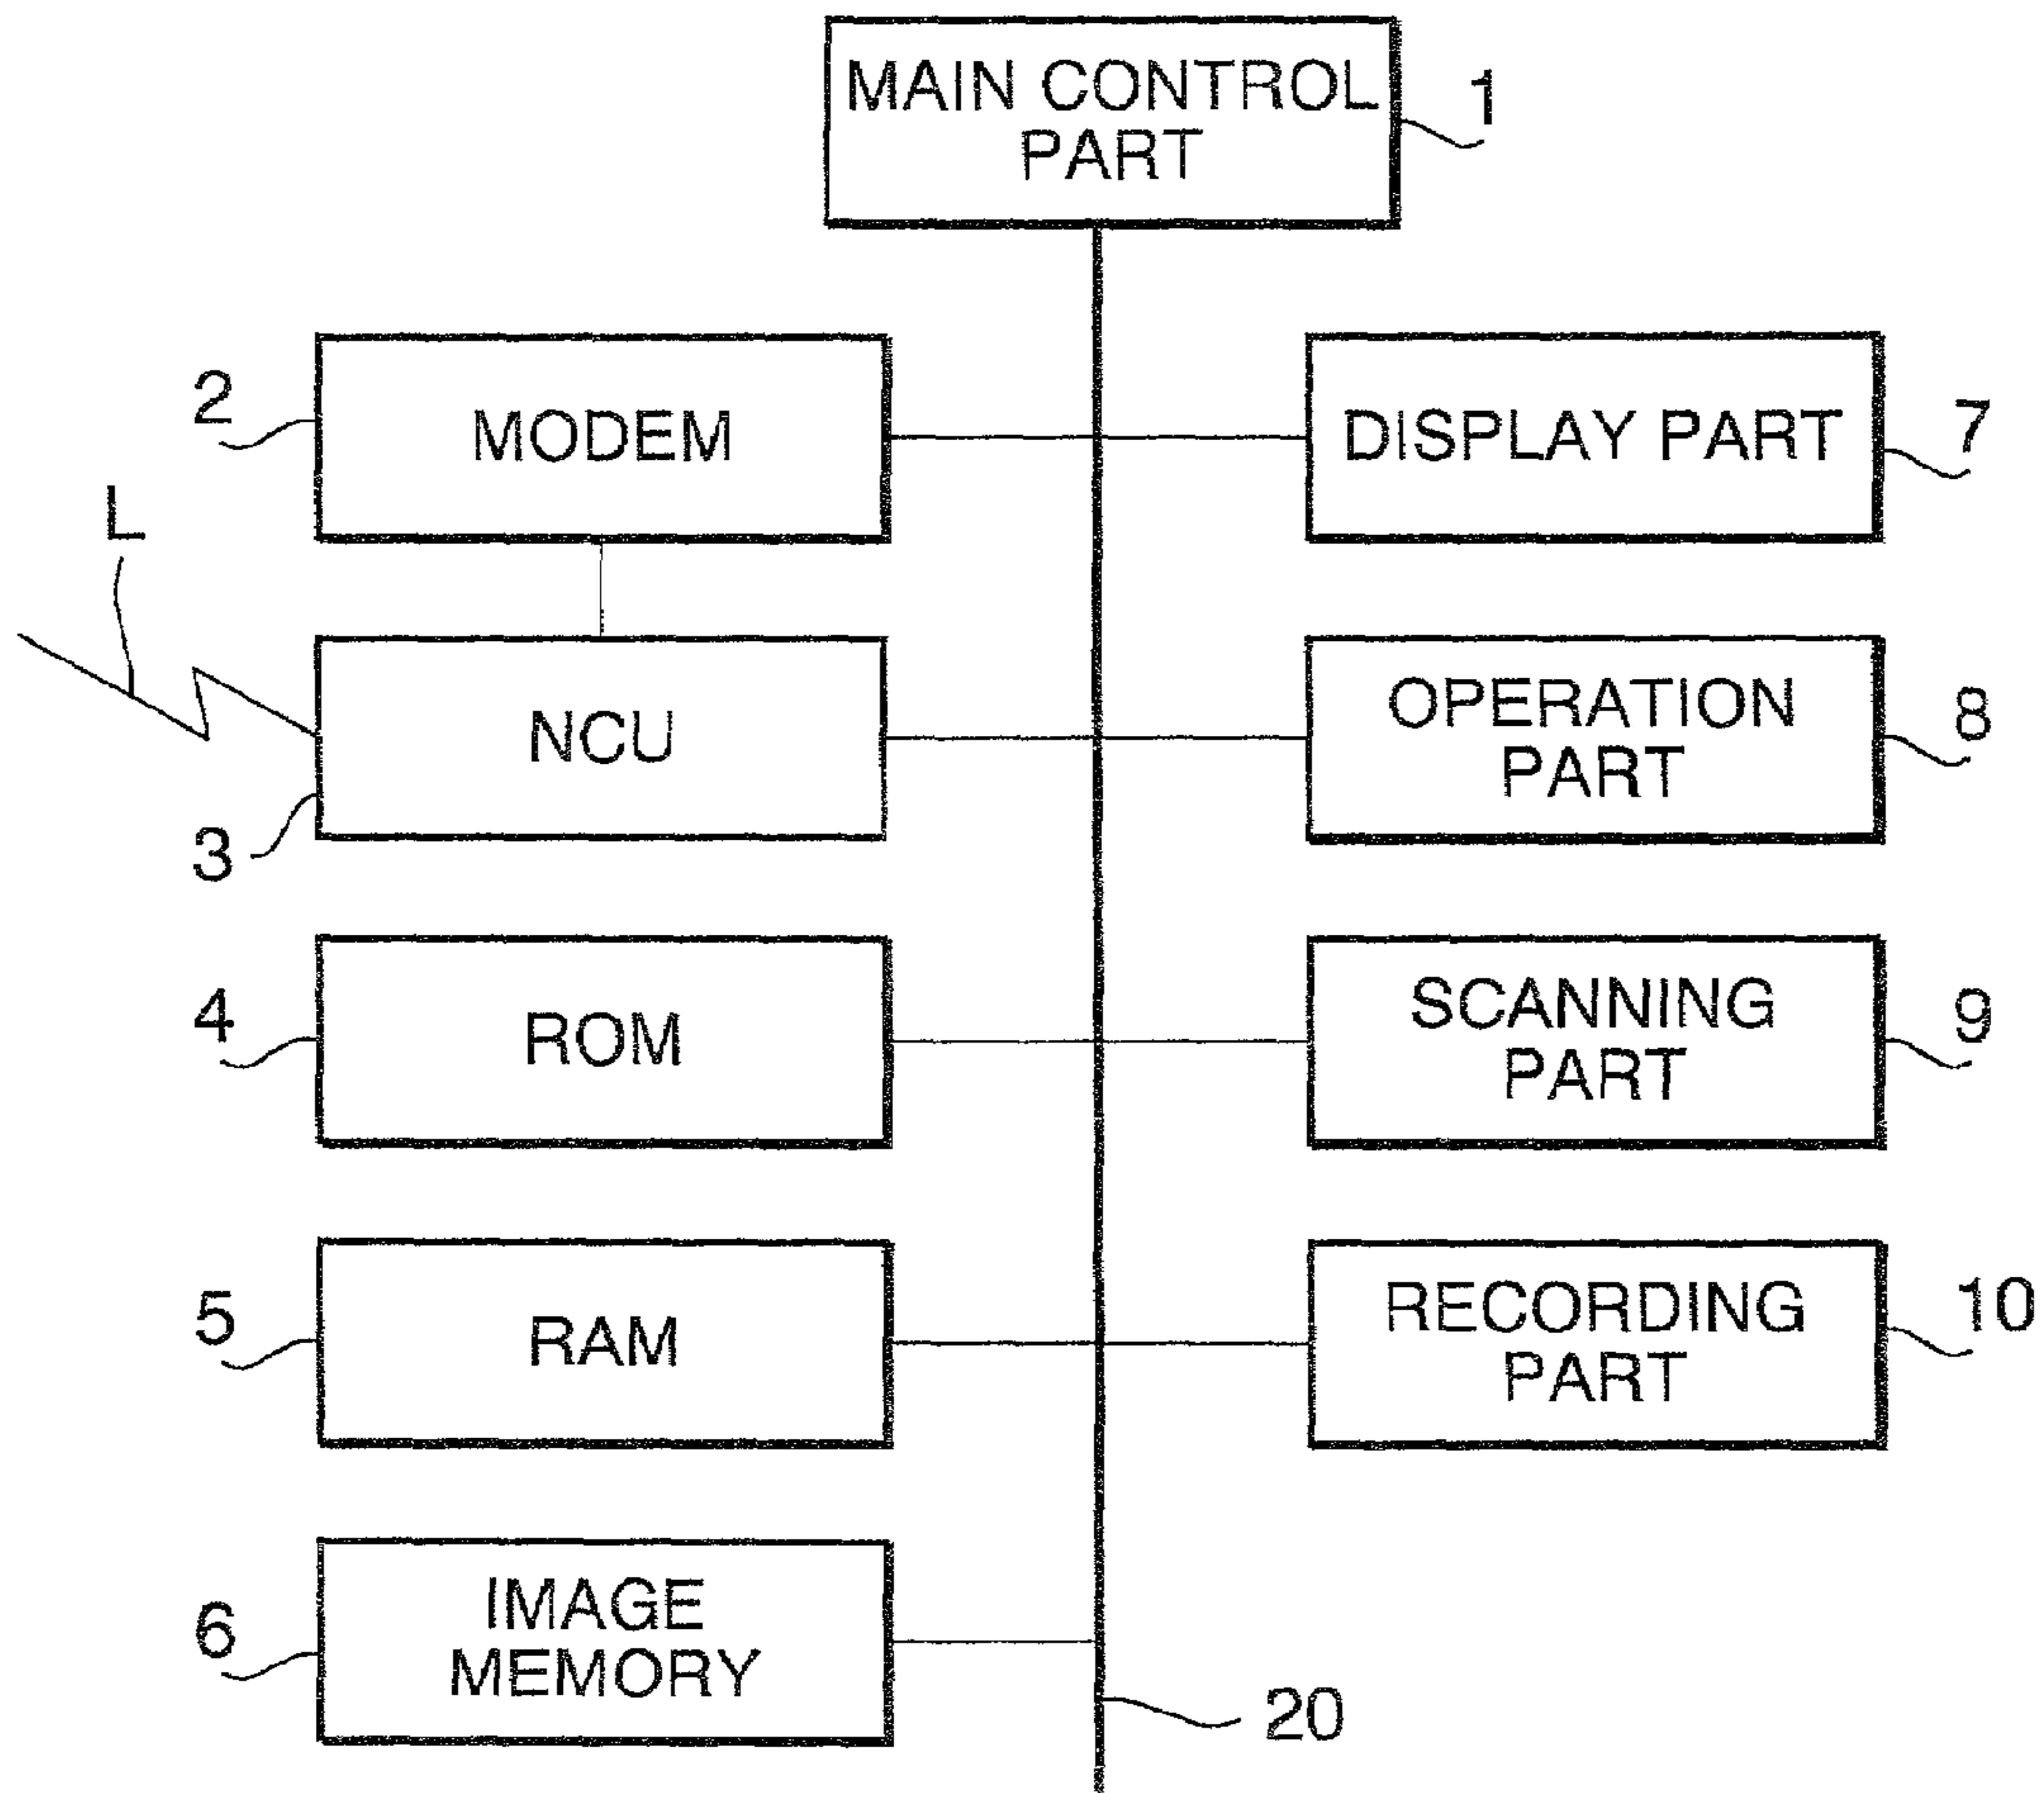 MAIN CONTROL
PART
1
2
MODEM
DISPLAY PART
7
L
NCU
3
OPERATION
PART
8
4
ROM
SCANNING
PART
9
5
RAM
RECORDING
PART
10
6
IMAGE
MEMORY
20